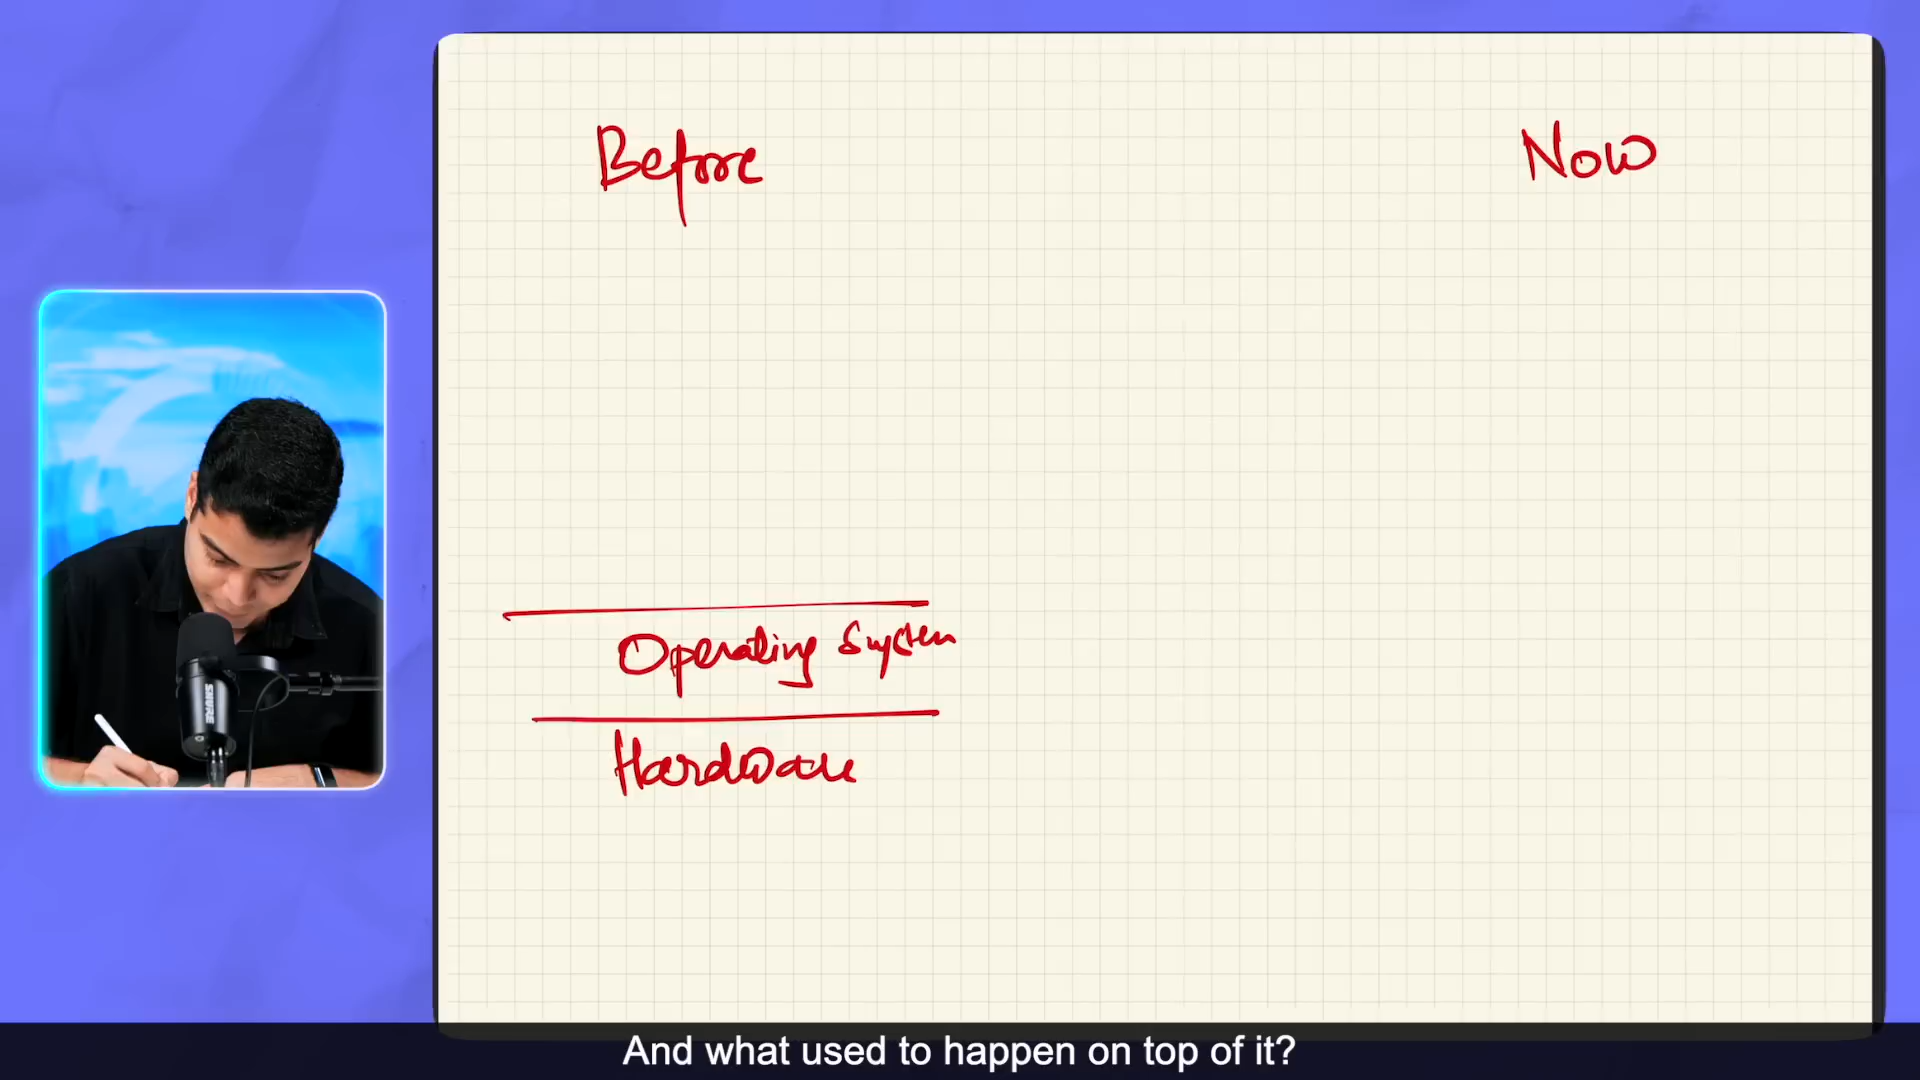 Before
Now
Operating System
Hardware
SHURE
And what used to happen on top of it?